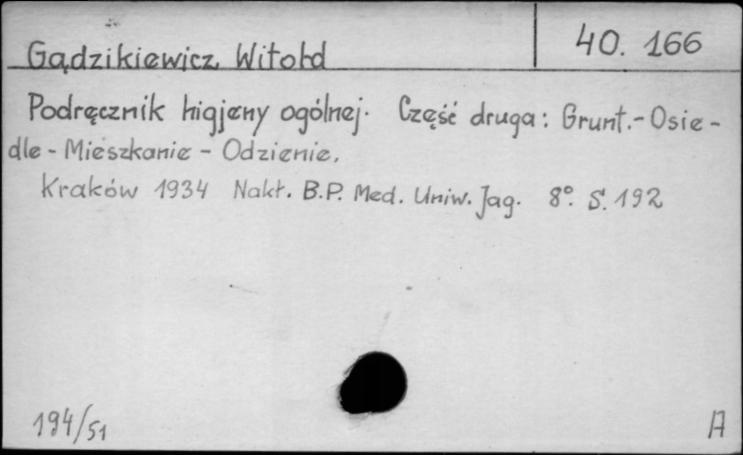 Gądzikiewicz Witold
40. 166
Podręcznik higjeny ogólnej. Część druga: Grunt.- Osie-
dle - Mieszkanie - Odzienie.
Kraków 1934 Nakł. B.P. Med. Uniw. Jag. 8° S. 192
194/51
A